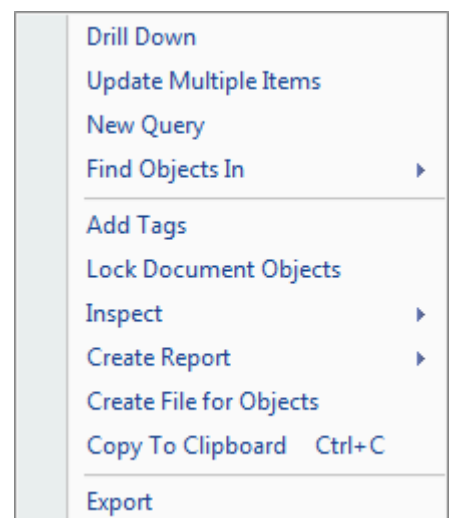 Drill Down
Update Multiple Items
New Query
Find Objects In
Add Tags
Lock Document Objects
Inspect
Create Report
Create File for Objects
Copy To Clipboard Ctrl+C
Export